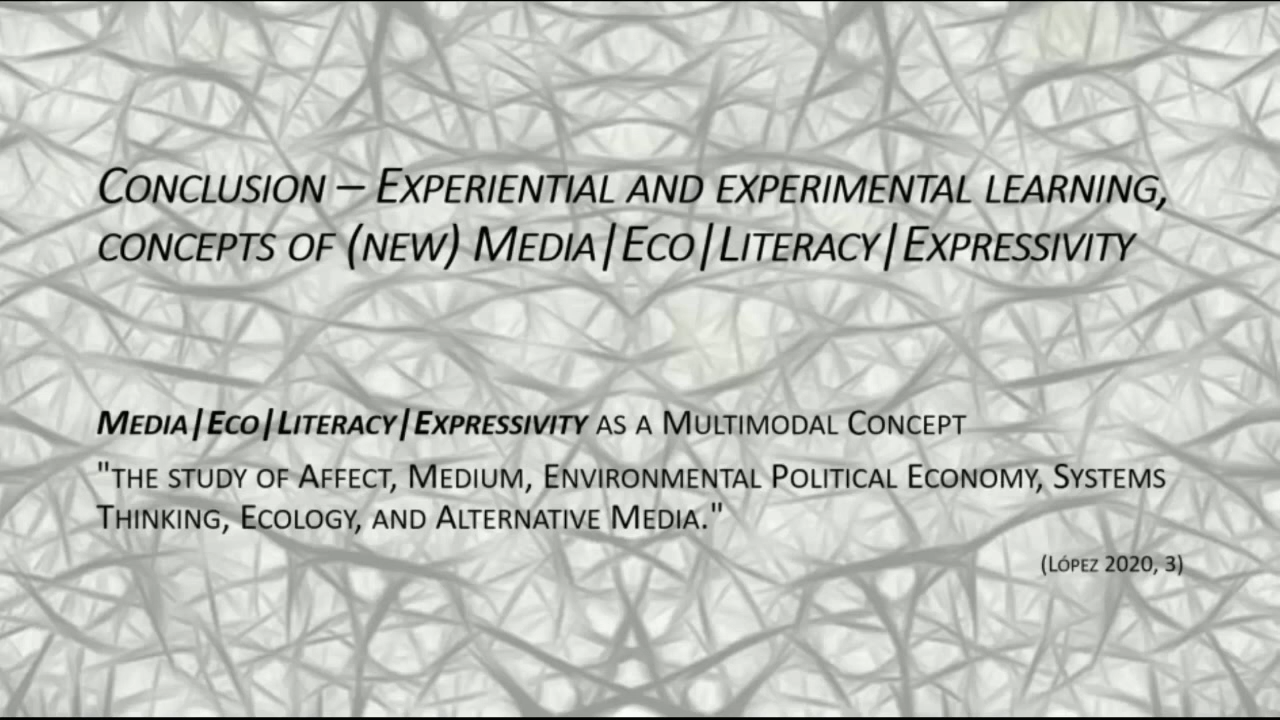 Conclusion – Experiential and experimental learning,
concepts of (new) Media|Eco|Literacy|Expressivity
Media|Eco|Literacy|Expressivity as a Multimodal Concept
"the study of Affect, Medium, Environmental Political Economy, Systems
Thinking, Ecology, and Alternative Media."
(López 2020, 3)